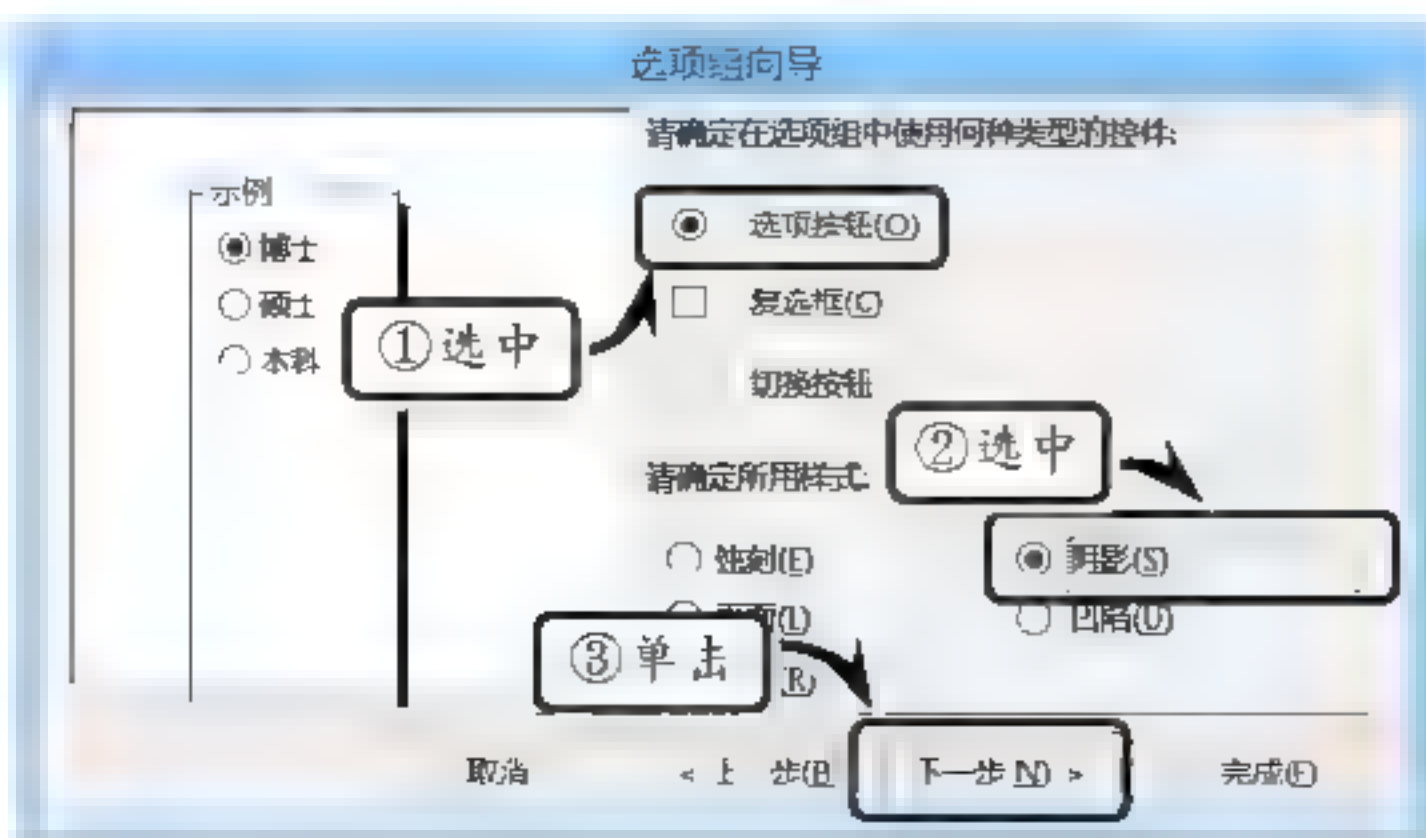 选项组向导
请确定在选项组中使用何种类型的控件:
示例
博士
硕士
本科
选项按钮(O)
复选框(C)
切换按钮
①选中
②选中
请确定所用样式:
蚀刻(E)
阴影(S)
(L)
凹陷(U)
③单击
(R)
取消
< 上一步(B
下一步 N) >
完成(F)